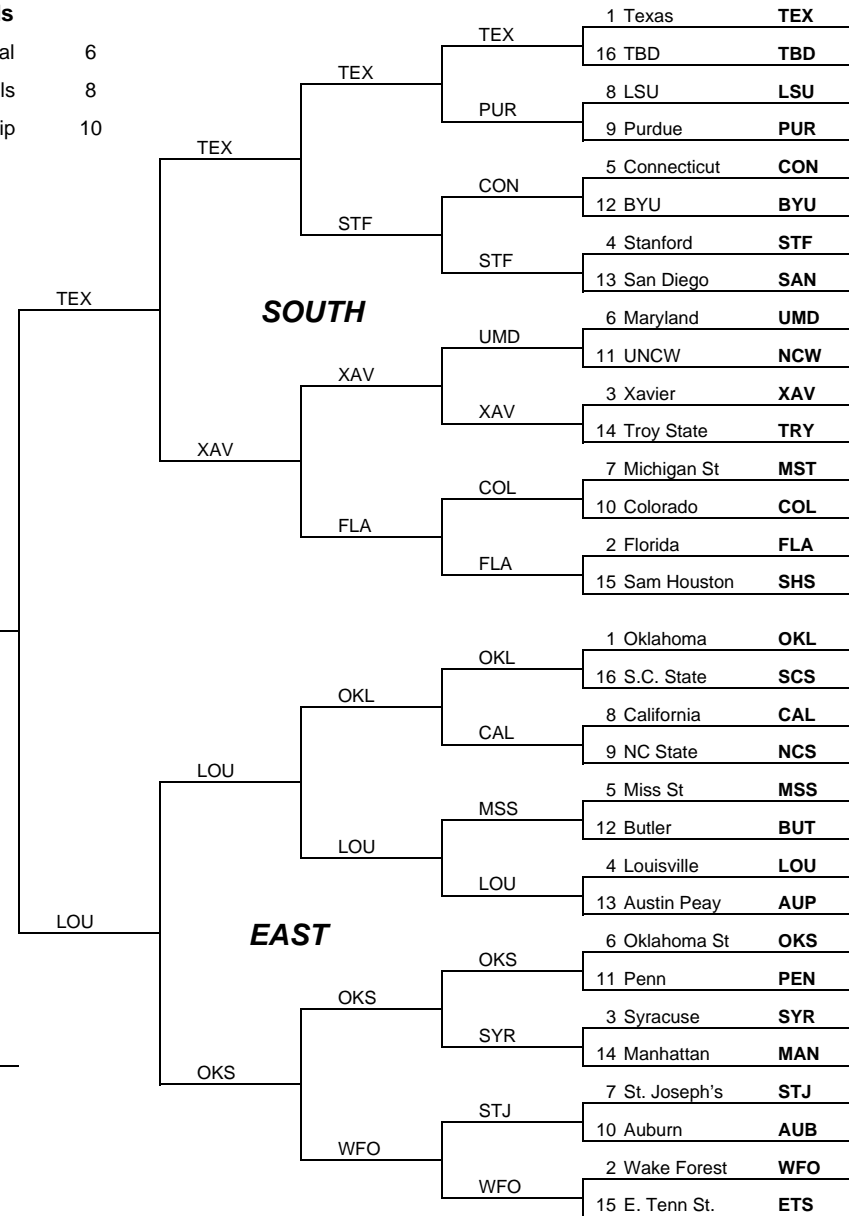 ls
al 6
ls 8
ip 10
1 Texas TEX
TEX
16 TBD TBD
TEX
8 LSU LSU
PUR
9 Purdue PUR
TEX
5 Connecticut CON
CON
12 BYU BYU
STF
4 Stanford STF
STF
13 San Diego SAN
TEX
SOUTH
6 Maryland UMD
UMD
11 UNCW NCW
XAV
3 Xavier XAV
XAV
14 Troy State TRY
XAV
7 Michigan St MST
COL
10 Colorado COL
FLA
2 Florida FLA
FLA
15 Sam Houston SHS
1 Oklahoma OKL
OKL
16 S.C. State SCS
OKL
8 California CAL
CAL
9 NC State NCS
LOU
5 Miss St MSS
MSS
12 Butler BUT
LOU
4 Louisville LOU
LOU
13 Austin Peay AUP
LOU
EAST
6 Oklahoma St OKS
OKS
11 Penn PEN
OKS
3 Syracuse SYR
SYR
14 Manhattan MAN
OKS
7 St. Joseph's STJ
STJ
10 Auburn AUB
WFO
2 Wake Forest WFO
WFO
15 E. Tenn St. ETS